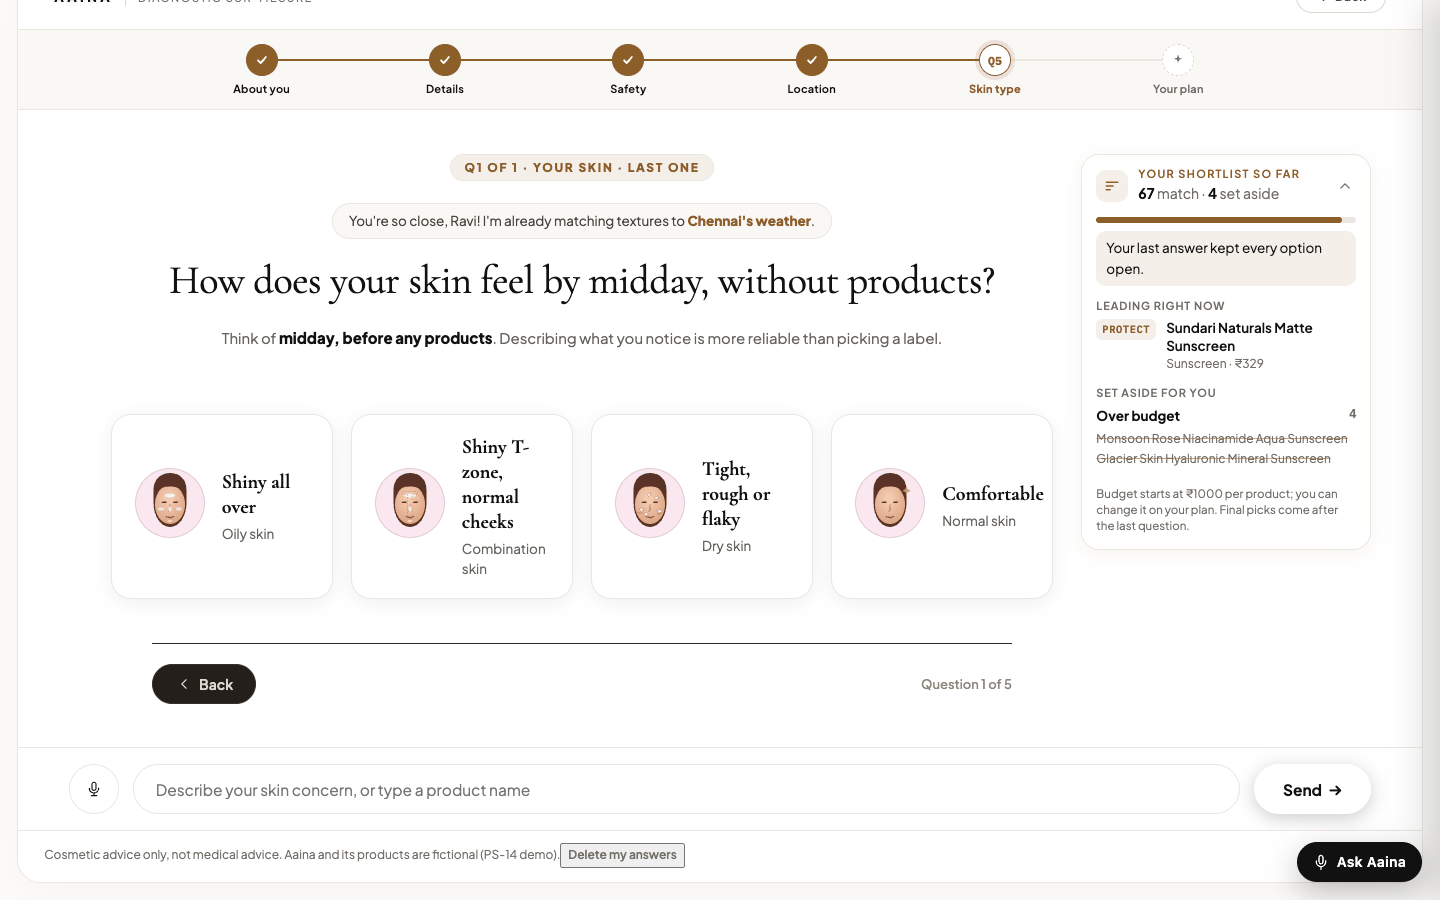 About you
Details
Safety
Location
Q5
Skin type
Your plan
Q1 OF 1 · YOUR SKIN · LAST ONE
You're so close, Ravi! I'm already matching textures to Chennai's weather.
How does your skin feel by midday, without products?
Think of midday, before any products. Describing what you notice is more reliable than picking a label.
Shiny all
over
Oily skin
Shiny T-
zone,
normal
cheeks
Combination
skin
Tight,
rough or
flaky
Dry skin
Comfortable
Normal skin
Back
Question 1 of 5
YOUR SHORTLIST SO FAR
67 match · 4 set aside
Your last answer kept every option
open.
LEADING RIGHT NOW
PROTECT
Sundari Naturals Matte
Sunscreen
Sunscreen · ₹329
SET ASIDE FOR YOU
Over budget 4
Monsoon Rose Niacinamide Aqua Sunscreen
Glacier Skin Hyaluronic Mineral Sunscreen
Budget starts at ₹1000 per product; you can
change it on your plan. Final picks come after
the last question.
Describe your skin concern, or type a product name
Send →
Cosmetic advice only, not medical advice. Aaina and its products are fictional (PS-14 demo). Delete my answers
Ask Aaina